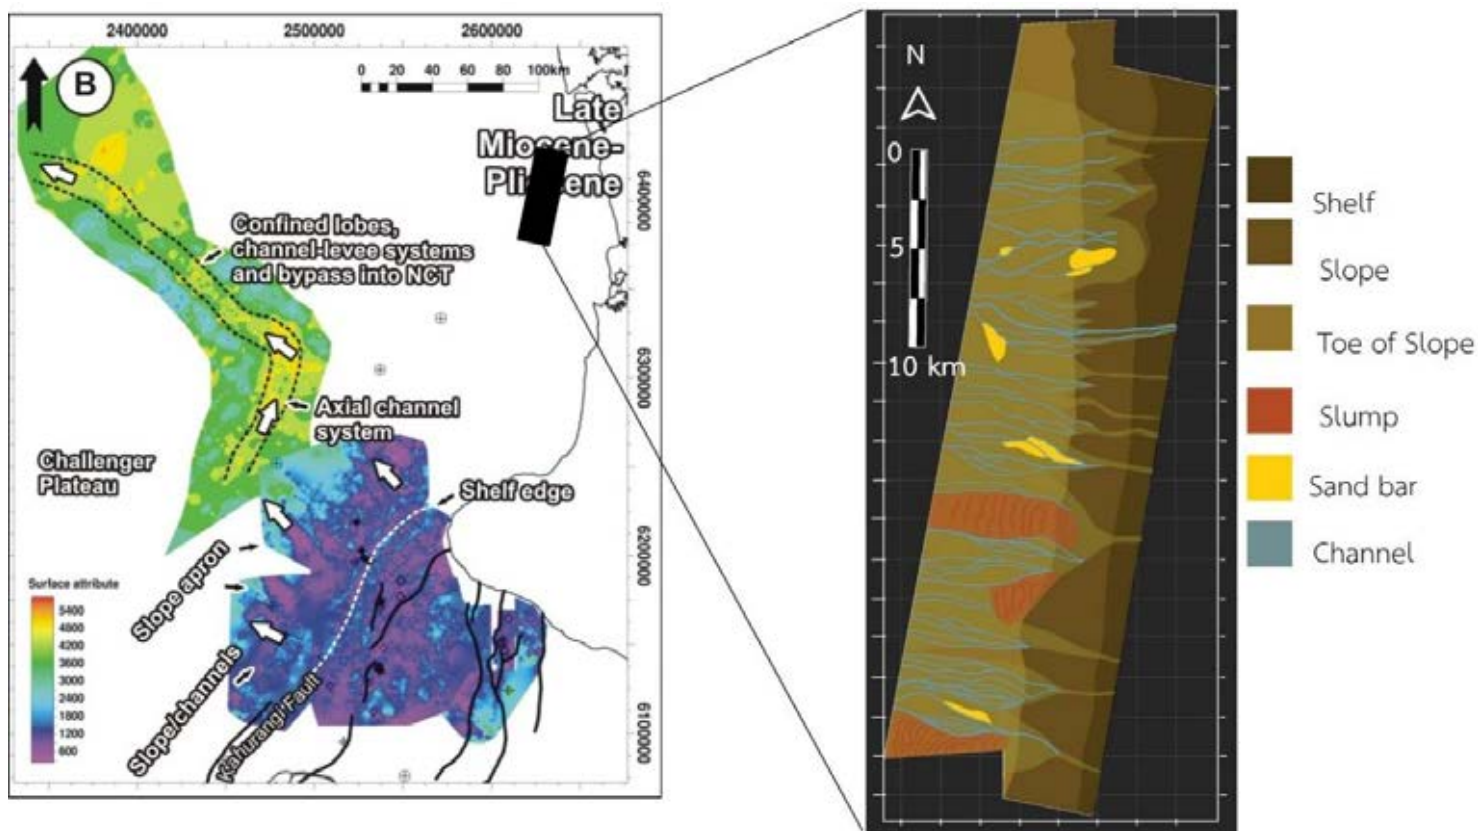 2400000
2500000
2600000
B
0 20 40 60 80 100km
Late
Miocene-
Pliocene
6400000
Confined lobes,
channel-levee systems
and bypass into NCT
6300000
Axial channel
system
Challenger
Plateau
Shelf edge
6200000
Slope apron
Surface attribute
5400
4800
4200
3600
3000
2400
1800
1200
600
Slope/channels
Kahurangi Fault
6100000
N
0
5
10 km
Shelf
Slope
Toe of Slope
Slump
Sand bar
Channel